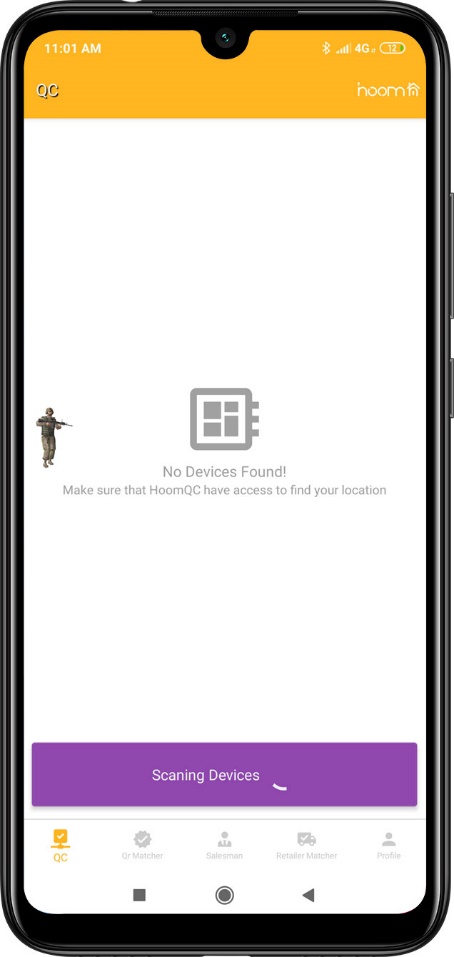 11:01 AM
4G
12
QC
hoom
No Devices Found!
Make sure that HoomQC have access to find your location
Scaning Devices
QC
Qr Matcher
Salesman
Retailer Matcher
Profile